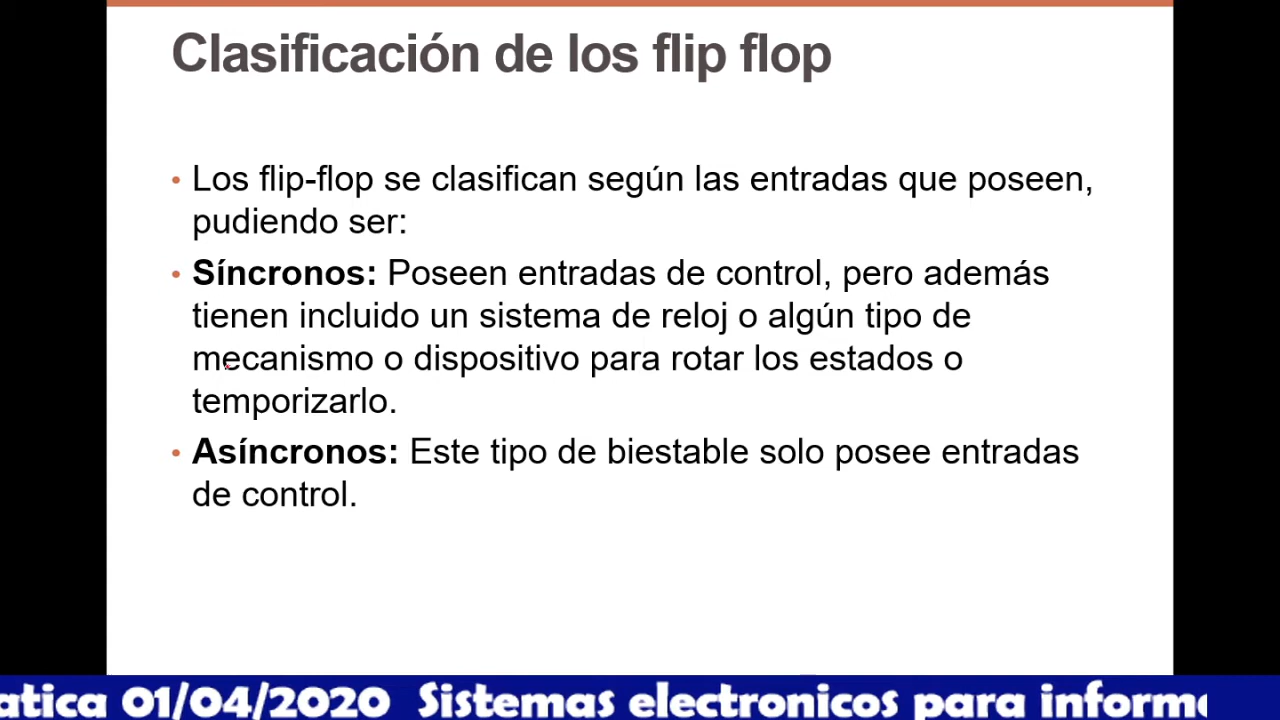 Clasificación de los flip flop
• Los flip-flop se clasifican según las entradas que poseen,
pudiendo ser:
• Síncronos: Poseen entradas de control, pero además
tienen incluido un sistema de reloj o algún tipo de
mecanismo o dispositivo para rotar los estados o
temporizarlo.
• Asíncronos: Este tipo de biestable solo posee entradas
de control.
atica 01/04/2020 Sistemas electronicos para informa